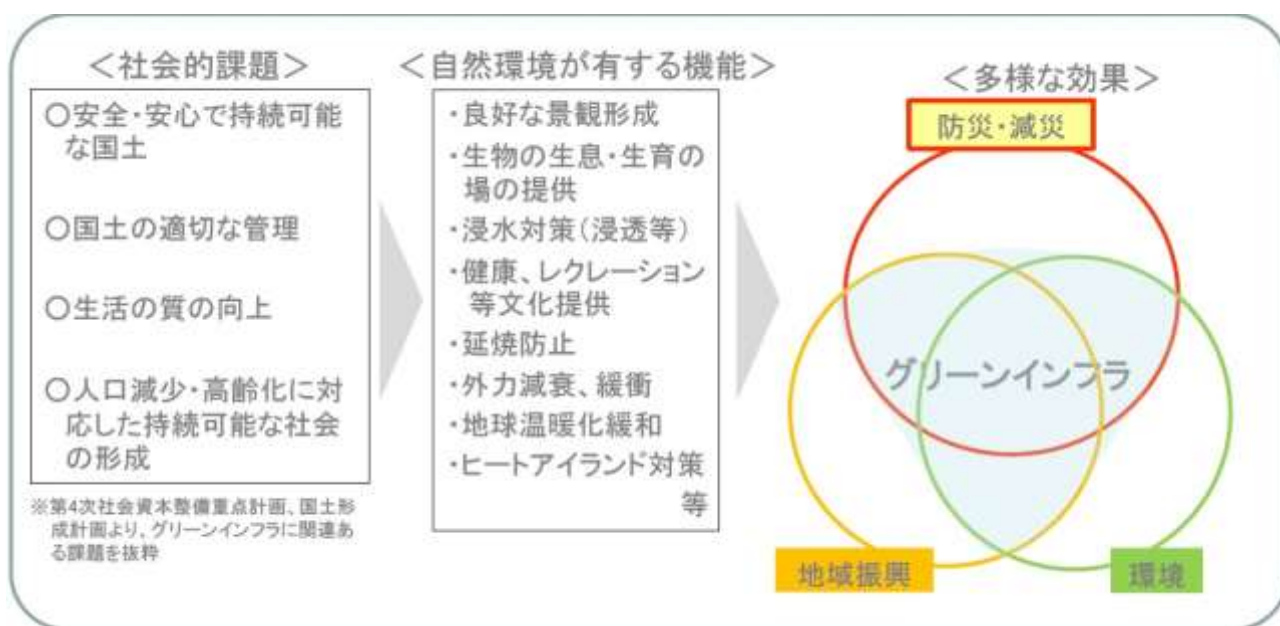 ＜社会的課題＞
○安全・安心で持続可能
な国土
○国土の適切な管理
○生活の質の向上
○人口減少・高齢化に対
応した持続可能な社会
の形成
※第4次社会資本整備重点計画、国土形
成計画より、グリーンインフラに関連あ
る課題を抜粋
＜自然環境が有する機能＞
・良好な景観形成
・生物の生息・生育の
場の提供
・浸水対策(浸透等)
・健康、レクレーション
等文化提供
・延焼防止
・外力減衰、緩衝
・地球温暖化緩和
・ヒートアイランド対策
等
＜多様な効果＞
防災・減災
グリーンインフラ
地域振興
環境